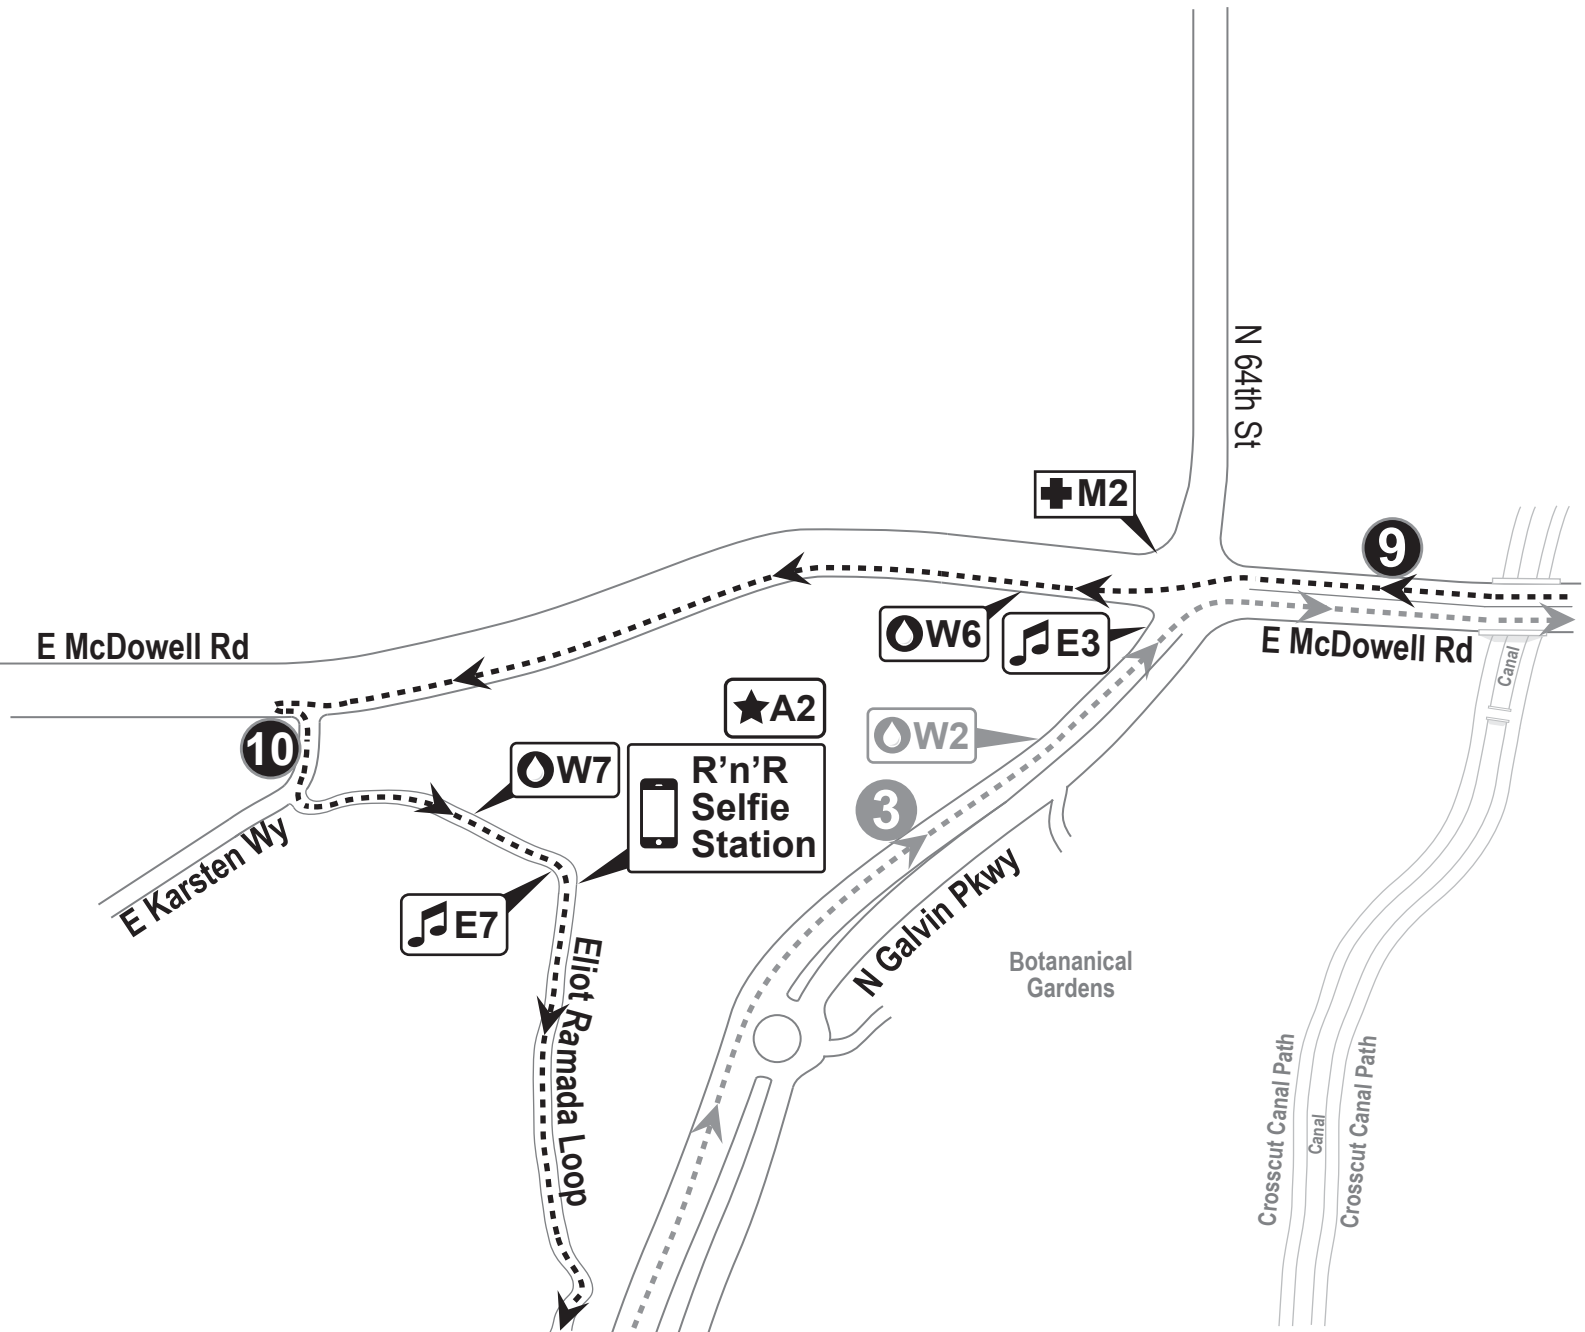 N 64th St
M2
9
W6
E3
E McDowell Rd
E McDowell Rd
Canal
A2
W2
10
W7
R’n’R
Selfie
Station
3
E Karsten Wy
E7
N Galvin Pkwy
Eliot Ramada Loop
Botananical
Gardens
Crosscut Canal Path
Canal
Crosscut Canal Path